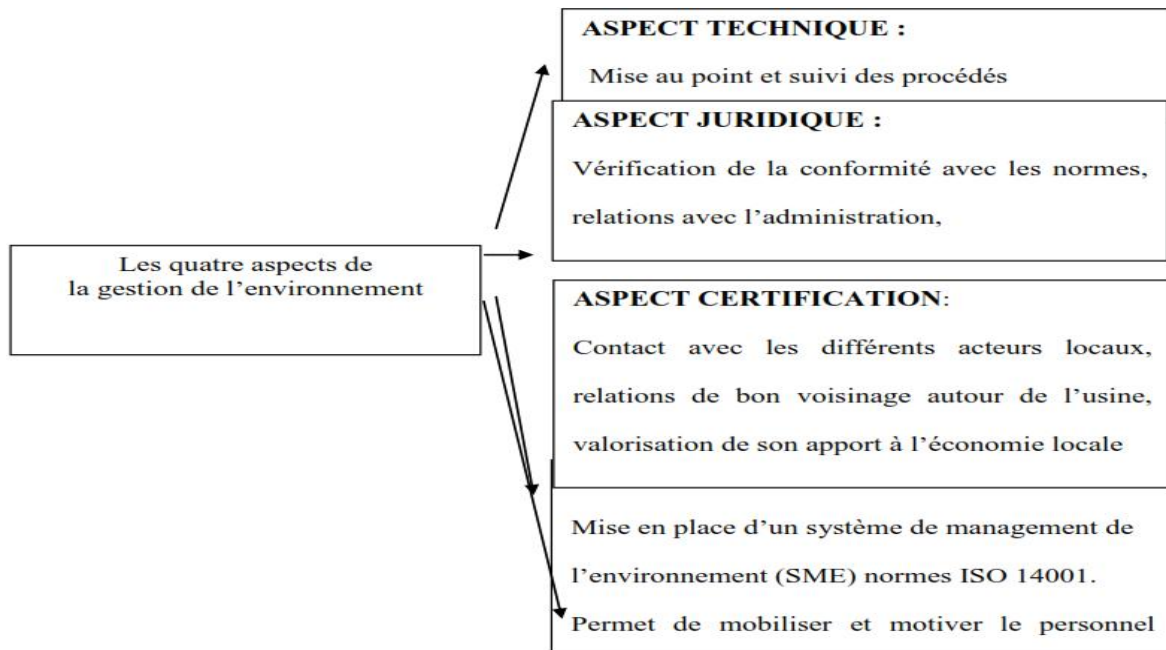 ASPECT TECHNIQUE :
Mise au point et suivi des procédés
ASPECT JURIDIQUE :
Vérification de la conformité avec les normes,
relations avec l’administration,
Les quatre aspects de
la gestion de l’environnement
ASPECT CERTIFICATION:
Contact avec les différents acteurs locaux,
relations de bon voisinage autour de l’usine,
valorisation de son apport à l’économie locale
Mise en place d’un système de management de
l’environnement (SME) normes ISO 14001.
Permet de mobiliser et motiver le personnel